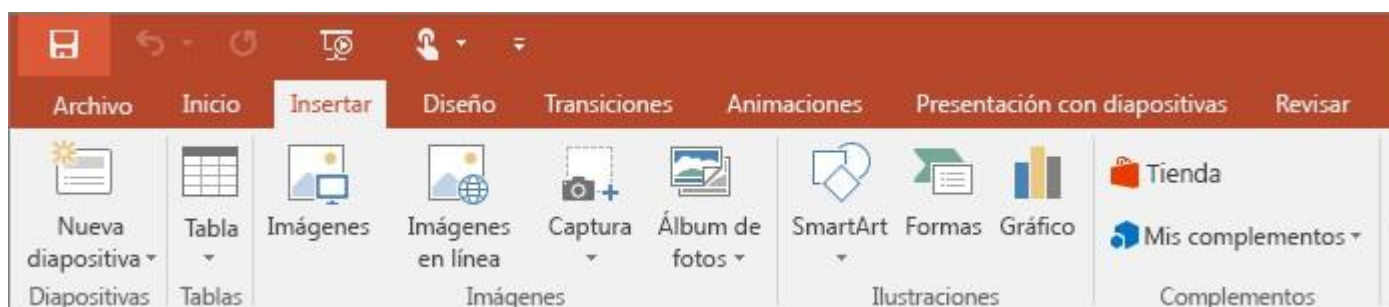 Archivo Inicio Insertar Diseño Transiciones Animaciones Presentación con diapositivas Revisar
Nueva diapositiva
Tabla
Imágenes
Imágenes en línea
Captura
Álbum de fotos
SmartArt
Formas
Gráfico
Tienda
Mis complementos
Diapositivas Tablas Imágenes Ilustraciones Complementos